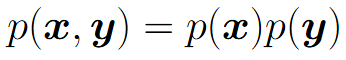 p(𝒙, 𝒚) = p(𝒙)p(𝒚)